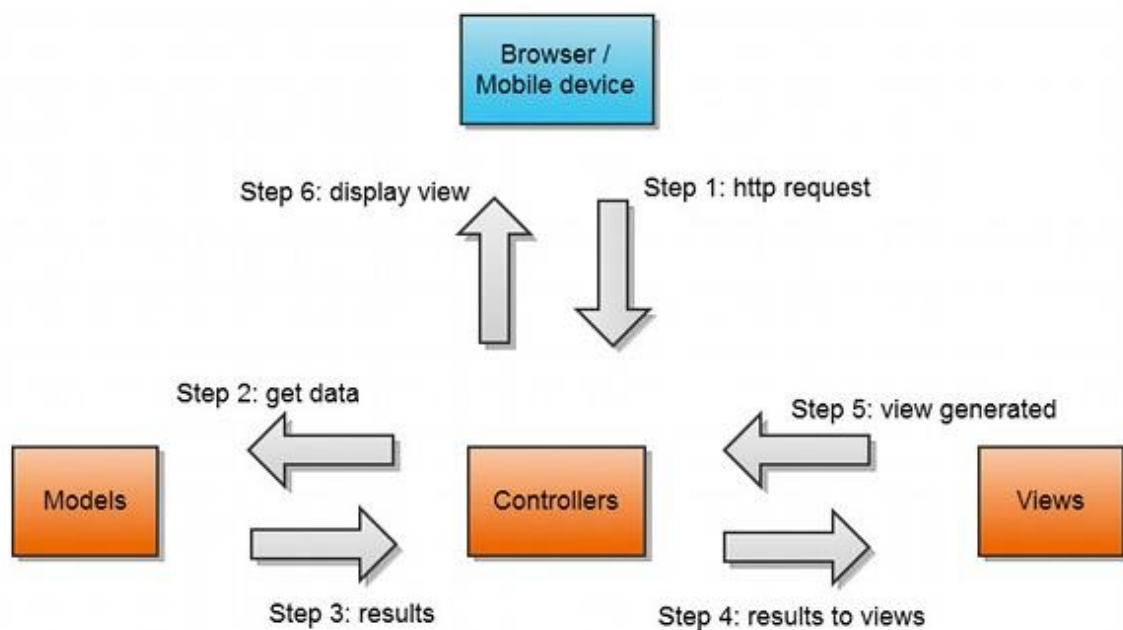 Browser /
Mobile device
Step 6: display view
Step 1: http request
Step 2: get data
Step 5: view generated
Models
Controllers
Views
Step 3: results
Step 4: results to views